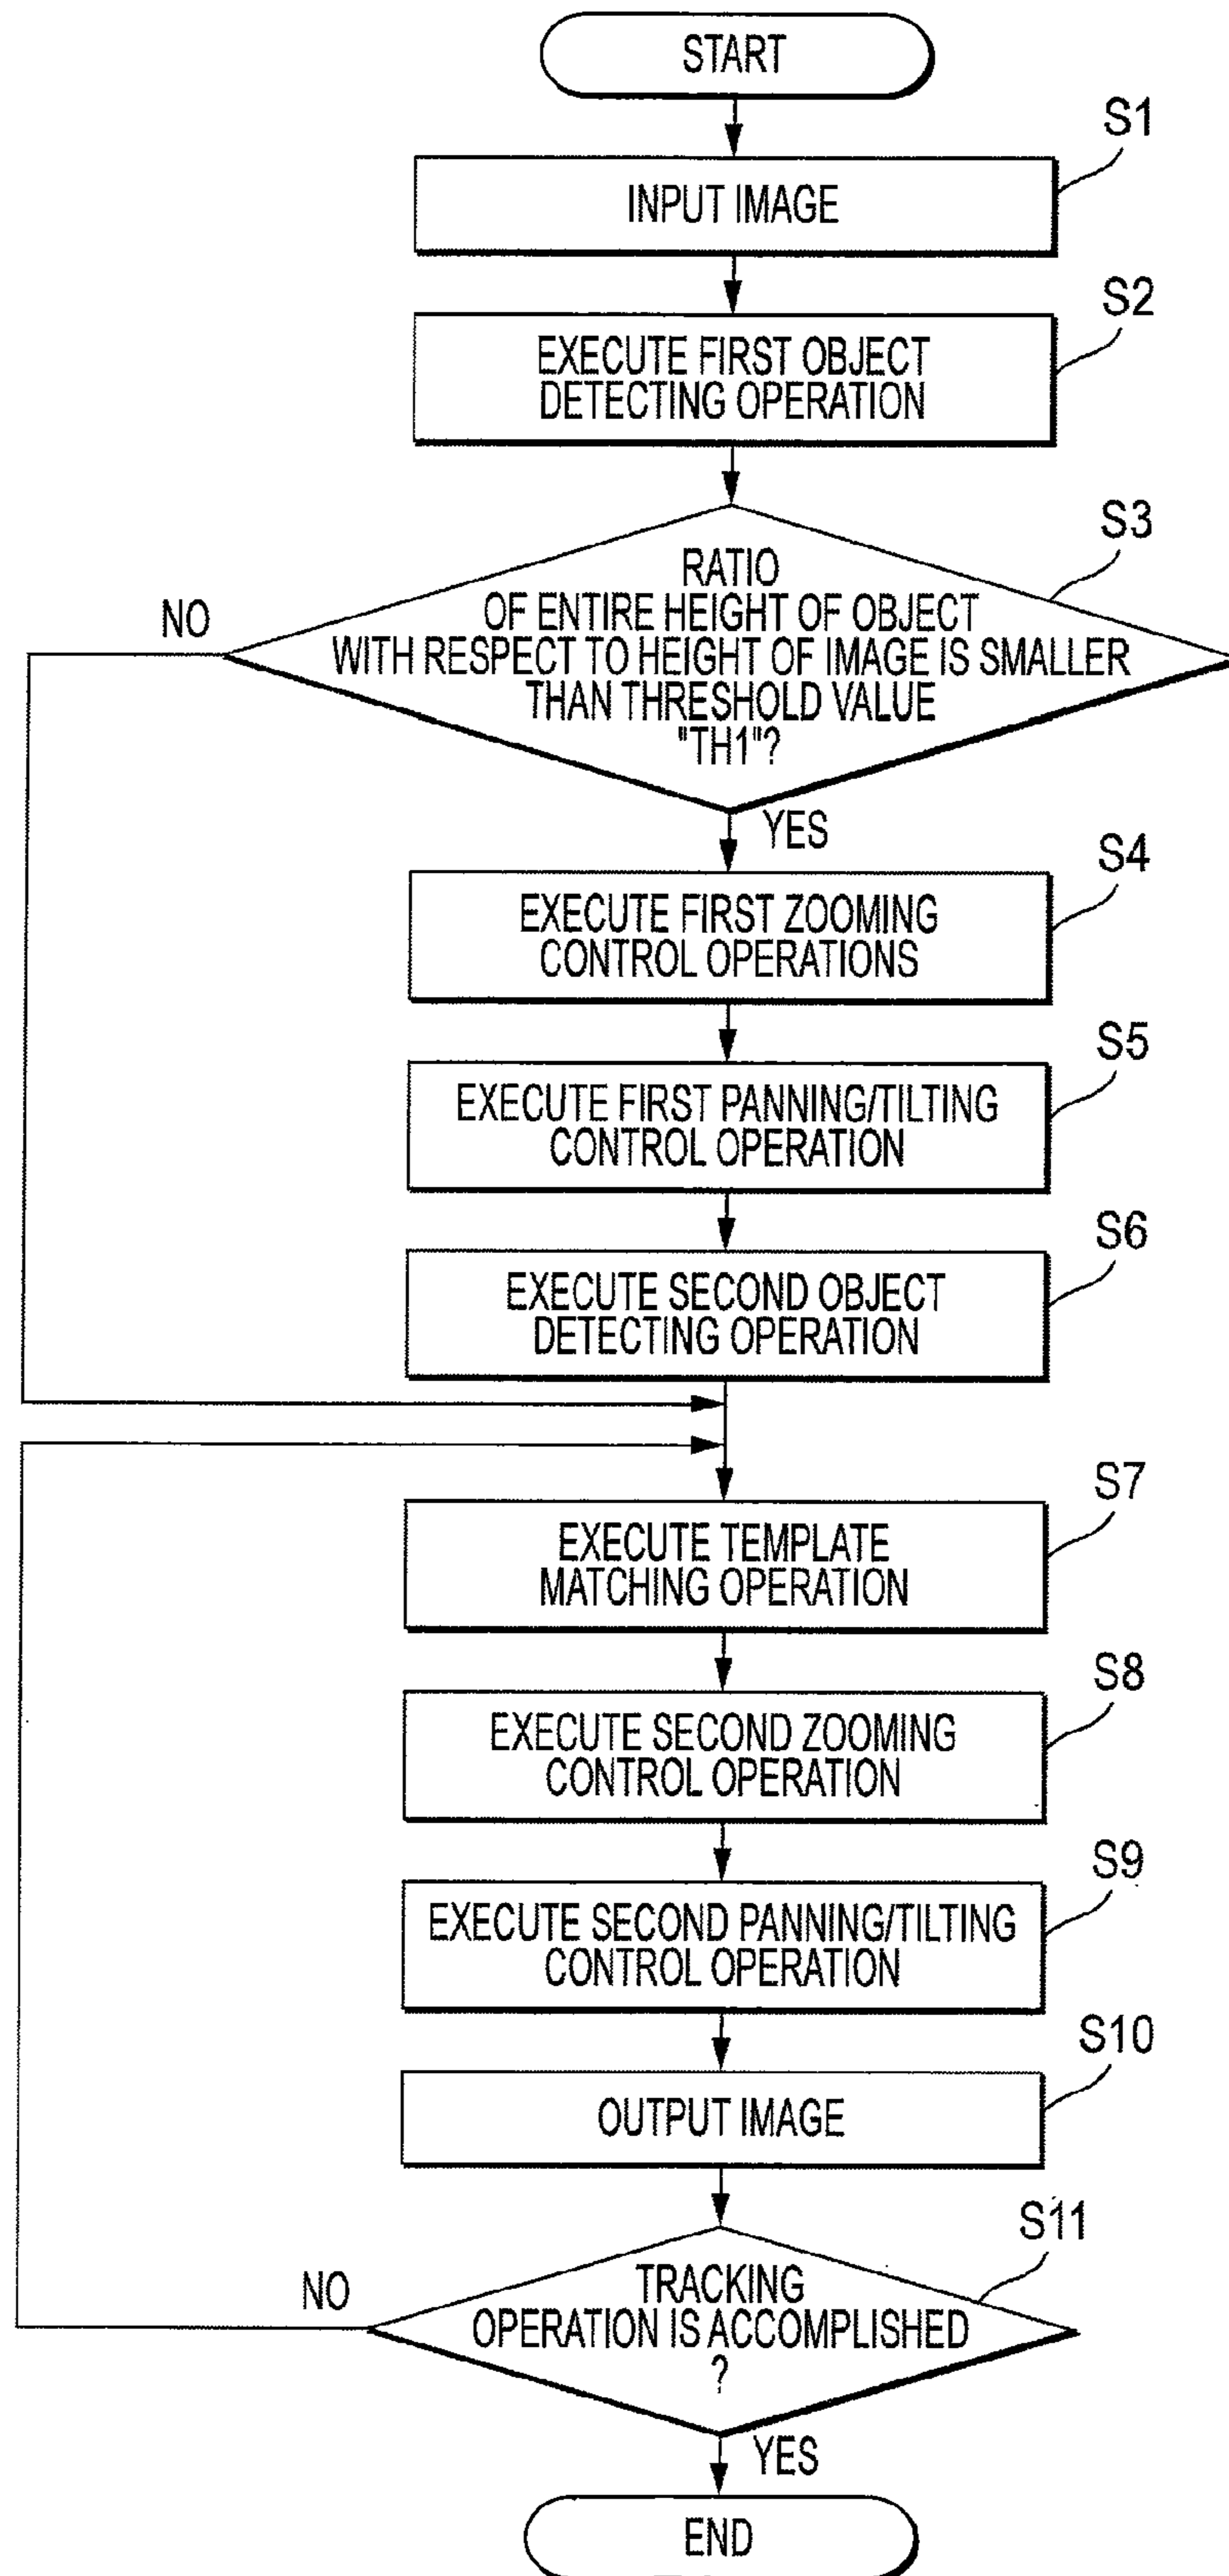 START
S1
INPUT IMAGE
S2
EXECUTE FIRST OBJECT
DETECTING OPERATION
S3
RATIO
OF ENTIRE HEIGHT OF OBJECT
WITH RESPECT TO HEIGHT OF IMAGE IS SMALLER
THAN THRESHOLD VALUE
"TH1"?
NO
YES
S4
EXECUTE FIRST ZOOMING
CONTROL OPERATIONS
S5
EXECUTE FIRST PANNING/TILTING
CONTROL OPERATION
S6
EXECUTE SECOND OBJECT
DETECTING OPERATION
S7
EXECUTE TEMPLATE
MATCHING OPERATION
S8
EXECUTE SECOND ZOOMING
CONTROL OPERATION
S9
EXECUTE SECOND PANNING/TILTING
CONTROL OPERATION
S10
OUTPUT IMAGE
S11
TRACKING
OPERATION IS ACCOMPLISHED
?
NO
YES
END